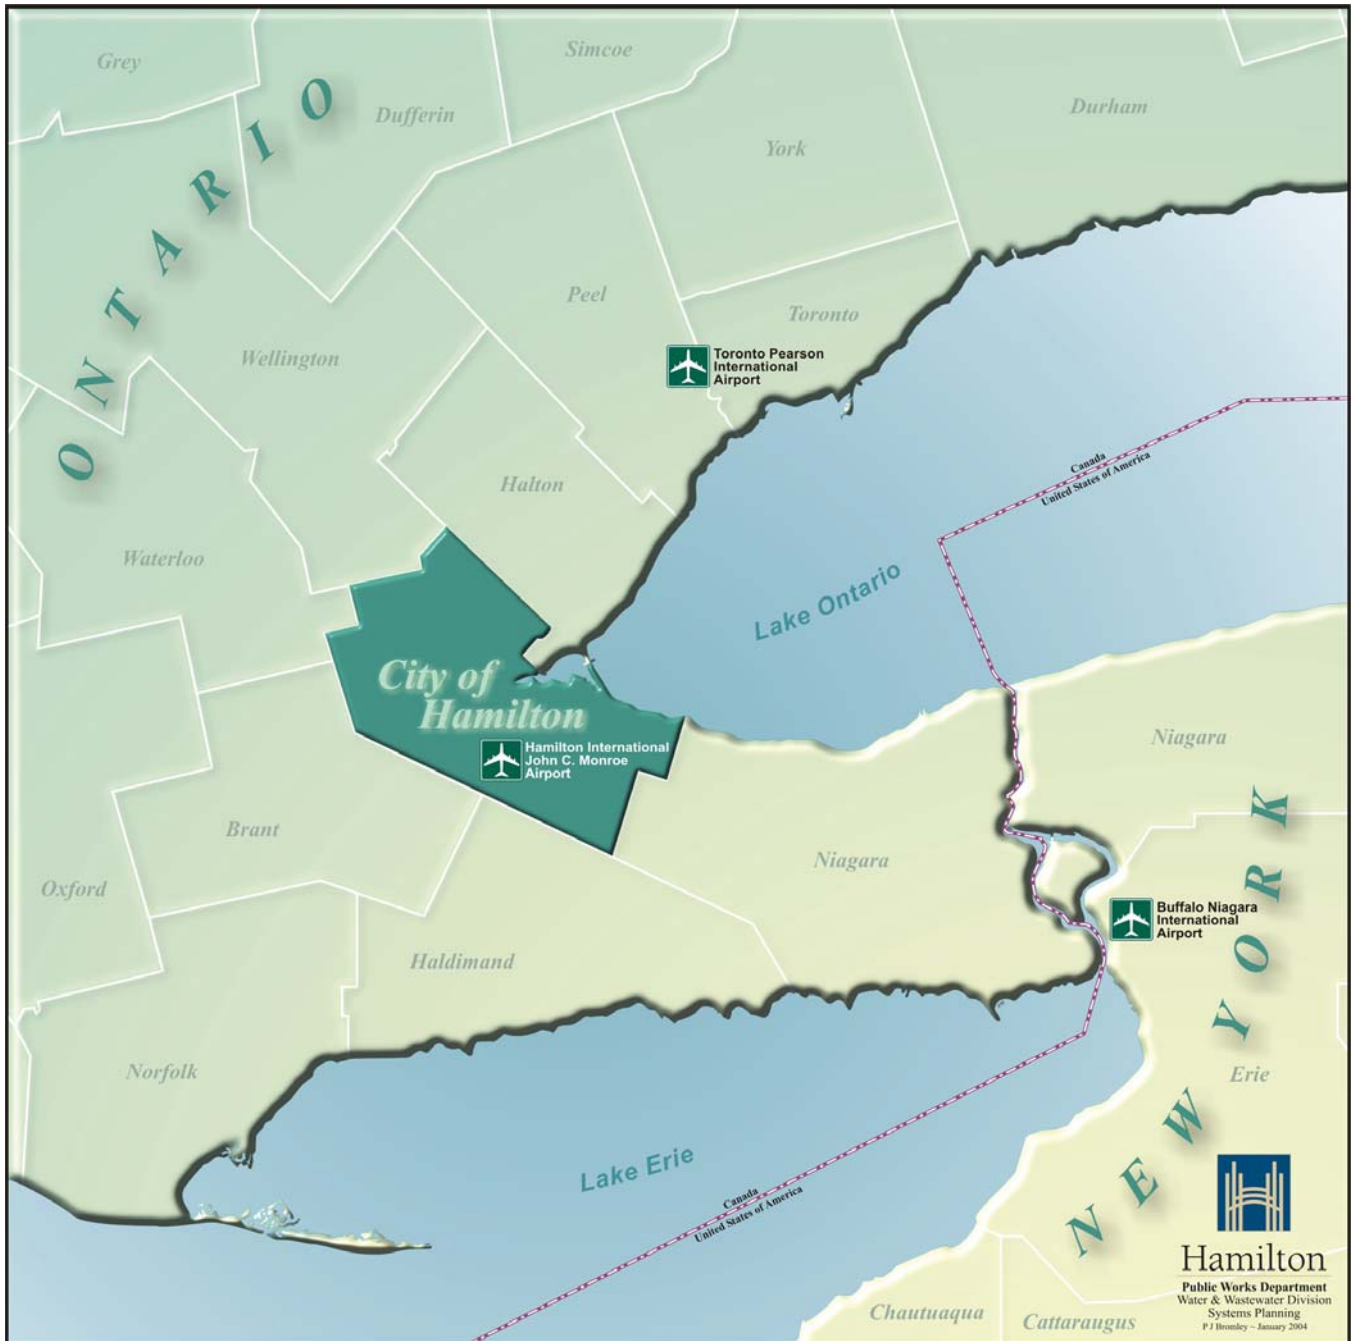 Grey
Simcoe
Dufferin
Durham
York
ONTARIO
Peel
Toronto
Wellington
Toronto Pearson
International
Airport
Canada
United States of America
Halton
Waterloo
Lake Ontario
City of
Hamilton
Hamilton International
John C. Monroe
Airport
Niagara
Brant
Niagara
Oxford
Buffalo Niagara
International
Airport
Haldimand
NEW YORK
Norfolk
Erie
Lake Erie
Canada
United States of America
Hamilton
Public Works Department
Water & Wastewater Division
Systems Planning
P J Bromley ~ January 2004
Chautuaqua
Cattaraugus